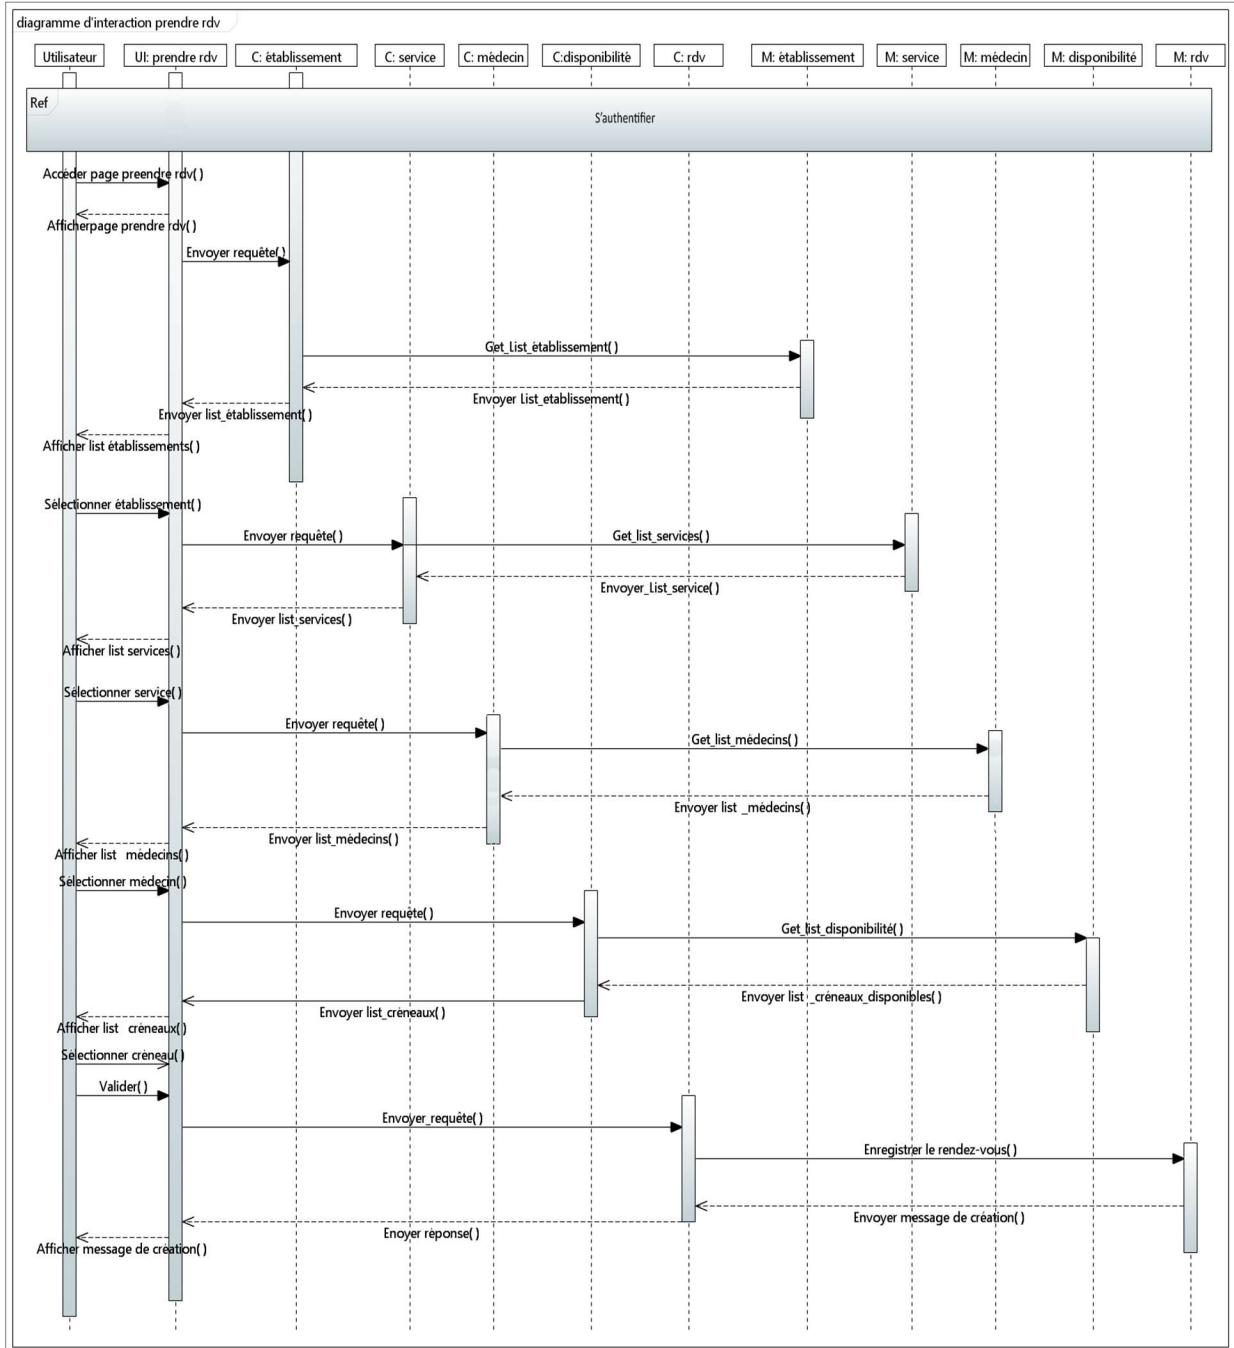 diagramme d'interaction prendre rdv
Utilisateur
UI: prendre rdv
C: établissement
C: service
C: médecin
C:disponibilité
C: rdv
M: établissement
M: service
M: médecin
M: disponibilité
M: rdv
Ref
S'authentifier
Accéder page preendre rdv( )
Afficherpage prendre rdv( )
Envoyer requête( )
Get_List_établissement( )
Envoyer List_etablissement( )
Envoyer list_établissement( )
Afficher list établissements( )
Sélectionner établissement( )
Envoyer requête( )
Get_list_services( )
Envoyer_List_service( )
Envoyer list_services( )
Afficher list services( )
Sélectionner service( )
Envoyer requête( )
Get_list_médecins( )
Envoyer list _médecins( )
Envoyer list_médecins( )
Afficher list médecins( )
Sélectionner médecin( )
Envoyer requête( )
Get_list_disponibilité( )
Envoyer list _créneaux_disponibles( )
Envoyer list_créneaux( )
Afficher list créneaux( )
Sélectionner créneau( )
Valider( )
Envoyer_requête( )
Enregistrer le rendez-vous( )
Envoyer message de création( )
Enoyer réponse( )
Afficher message de création( )